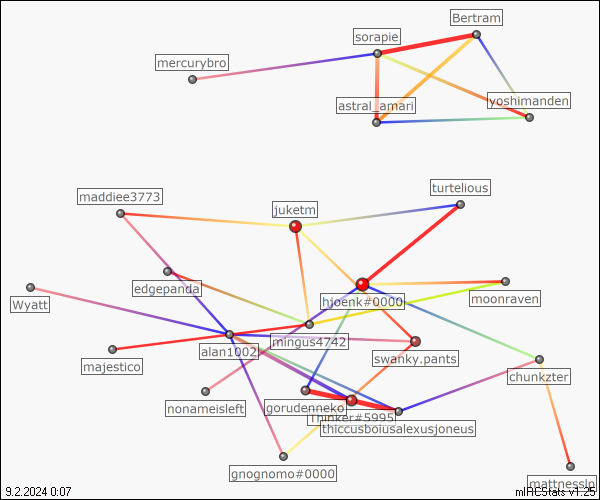 Bertram
sorapie
mercurybro
yoshimanden
astral_amari
maddiee3773
turtelious
juketm
edgepanda
hjoenk#0000
moonraven
Wyatt
mingus4742
alan1002
swanky.pants
majestico
chunkzter
nonameisleft
gorudenneko
Thinker#5995
thiccusboiusalexusjoneus
gnognomo#0000
mattnessln
9.2.2024 0:07
mIRCStats v1.25